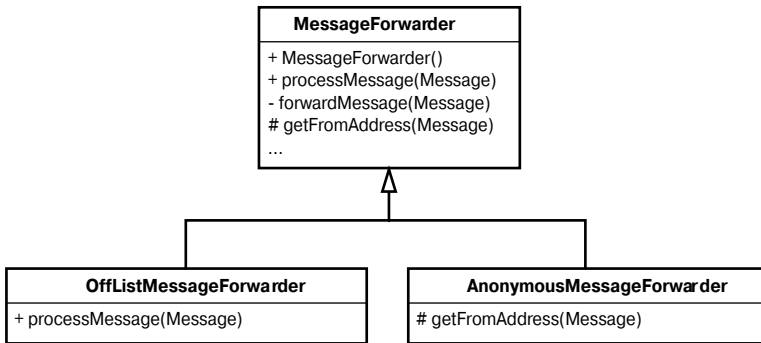 MessageForwarder
+ MessageForwarder()
+ processMessage(Message)
- forwardMessage(Message)
# getFromAddress(Message)
...
OffListMessageForwarder
+ processMessage(Message)
AnonymousMessageForwarder
# getFromAddress(Message)